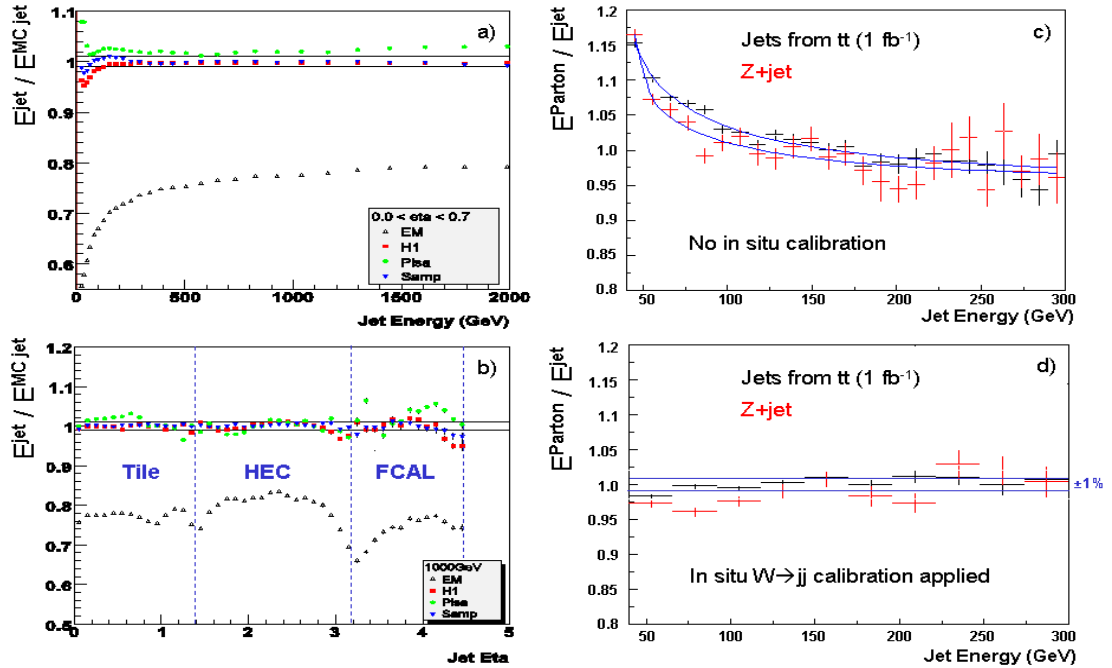 a)
E^jet / E^MC jet
1.1
1
0.9
0.8
0.7
0.6
0.0 < eta < 0.7
EM
H1
Pisa
Samp
0 500 1000 1500 2000
Jet Energy (GeV)
b)
E^jet / E^MC jet
1.2
1.1
1
0.9
0.8
0.7
0.6
0.5
Tile HEC FCAL
1000GeV
EM
H1
Pisa
Samp
0 1 2 3 4 5
Jet Eta
c)
E^Parton / E^jet
1.2
1.15
1.1
1.05
1.0
0.95
0.9
0.85
0.8
Jets from tt (1 fb⁻¹)
Z+jet
No in situ calibration
50 100 150 200 250 300
Jet Energy (GeV)
d)
E^Parton / E^jet
1.2
1.15
1.1
1.05
1.0
0.95
0.9
0.85
0.8
Jets from tt (1 fb⁻¹)
Z+jet
±1%
In situ W→jj calibration applied
50 100 150 200 250 300
Jet Energy (GeV)